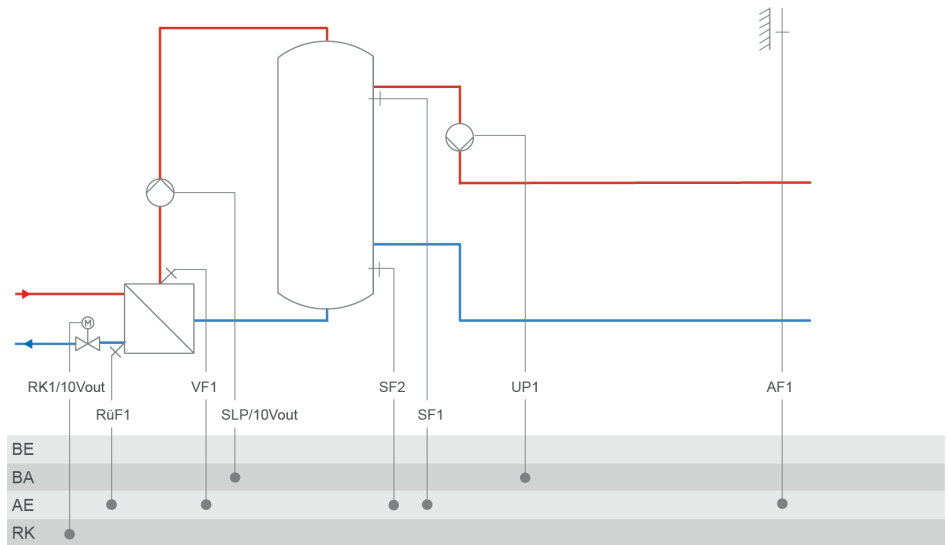 M
RK1/10Vout VF1 SF2 UP1 AF1
RüF1 SLP/10Vout SF1
BE
BA
AE
RK